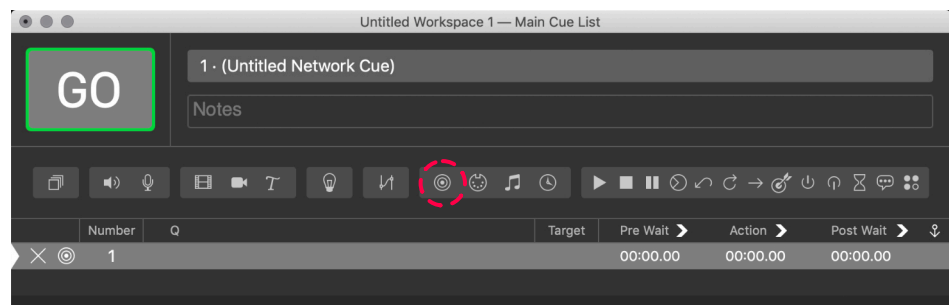 Untitled Workspace 1 — Main Cue List
GO
1 · (Untitled Network Cue)
Notes
Number Q Target Pre Wait Action Post Wait
1 00:00.00 00:00.00 00:00.00